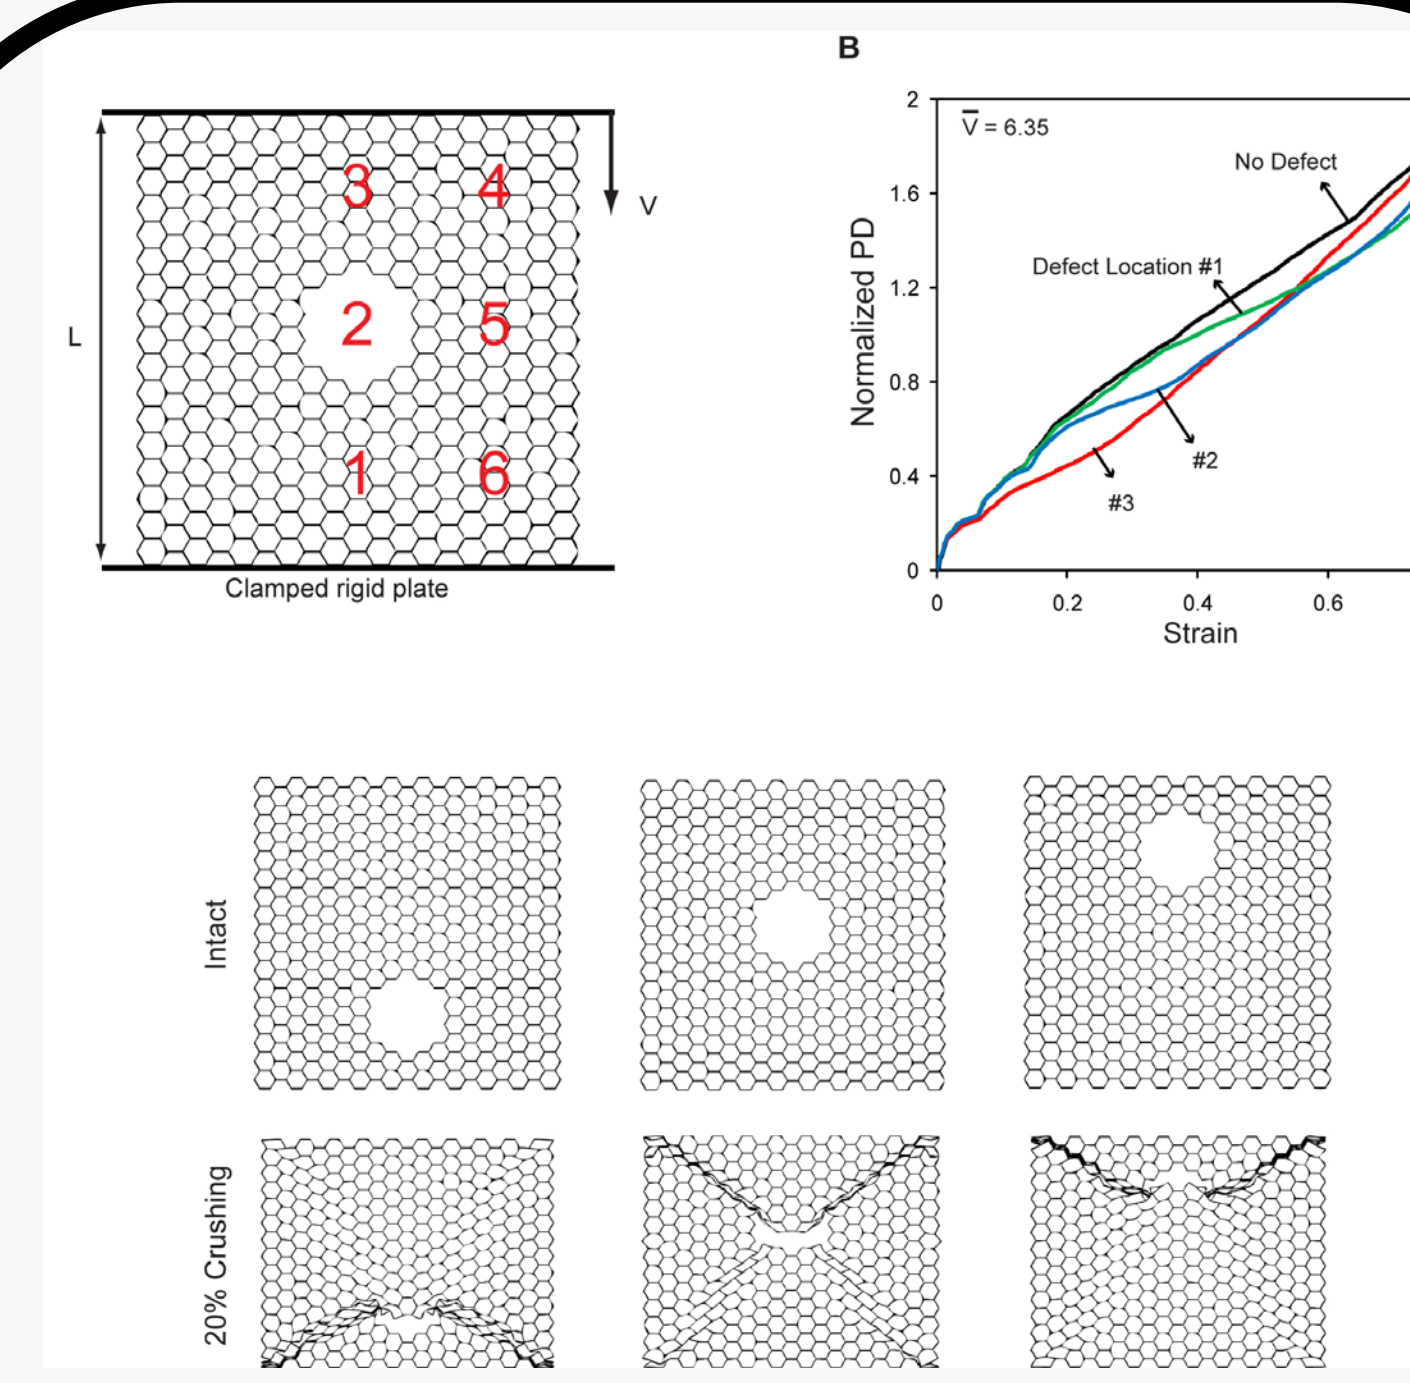 B
3
4
2
5
1
6
L
V
Clamped rigid plate
V̅ = 6.35
No Defect
Defect Location #1
#2
#3
Normalized PD
2
1.6
1.2
0.8
0.4
0
0
0.2
0.4
0.6
Strain
Intact
20% Crushing